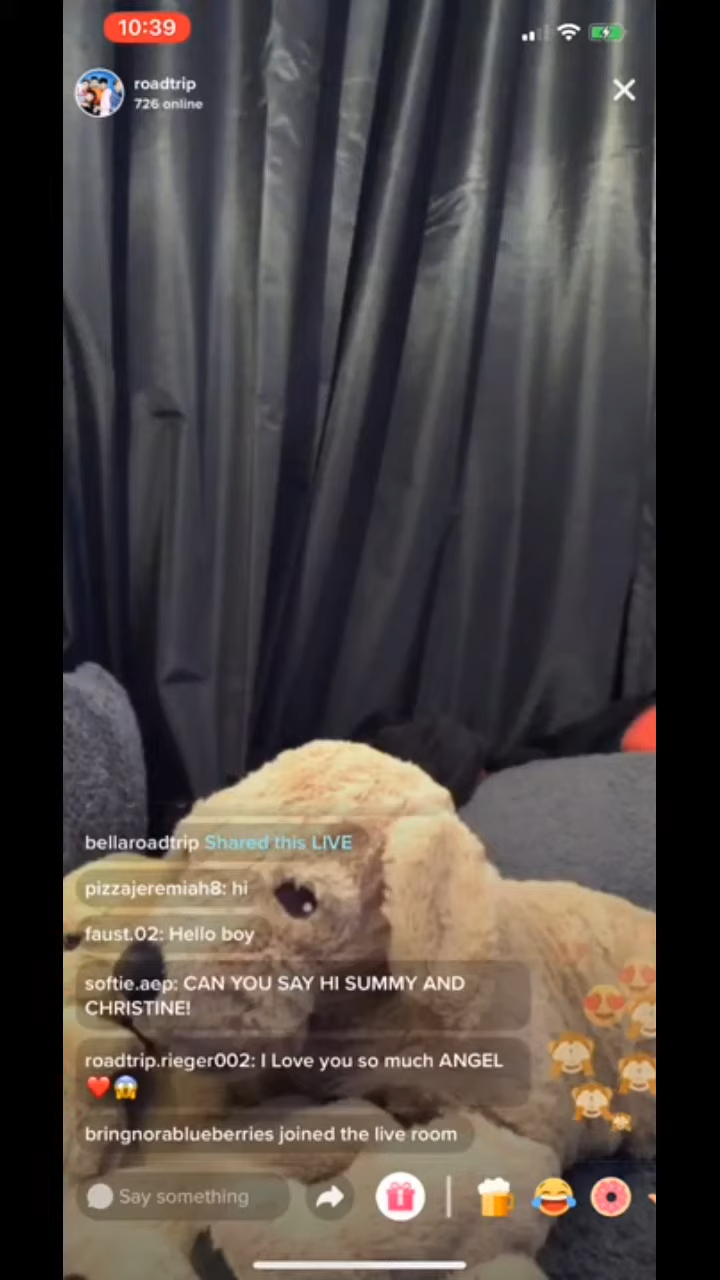 10:39
roadtrip
726 online
bellaroadtrip Shared this LIVE
pizzajeremiah8: hi
faust.02: Hello boy
softie.aep: CAN YOU SAY HI SUMMY AND
CHRISTINE!
roadtrip.rieger002: I Love you so much ANGEL
❤️😱
bringnorablueberries joined the live room
Say something